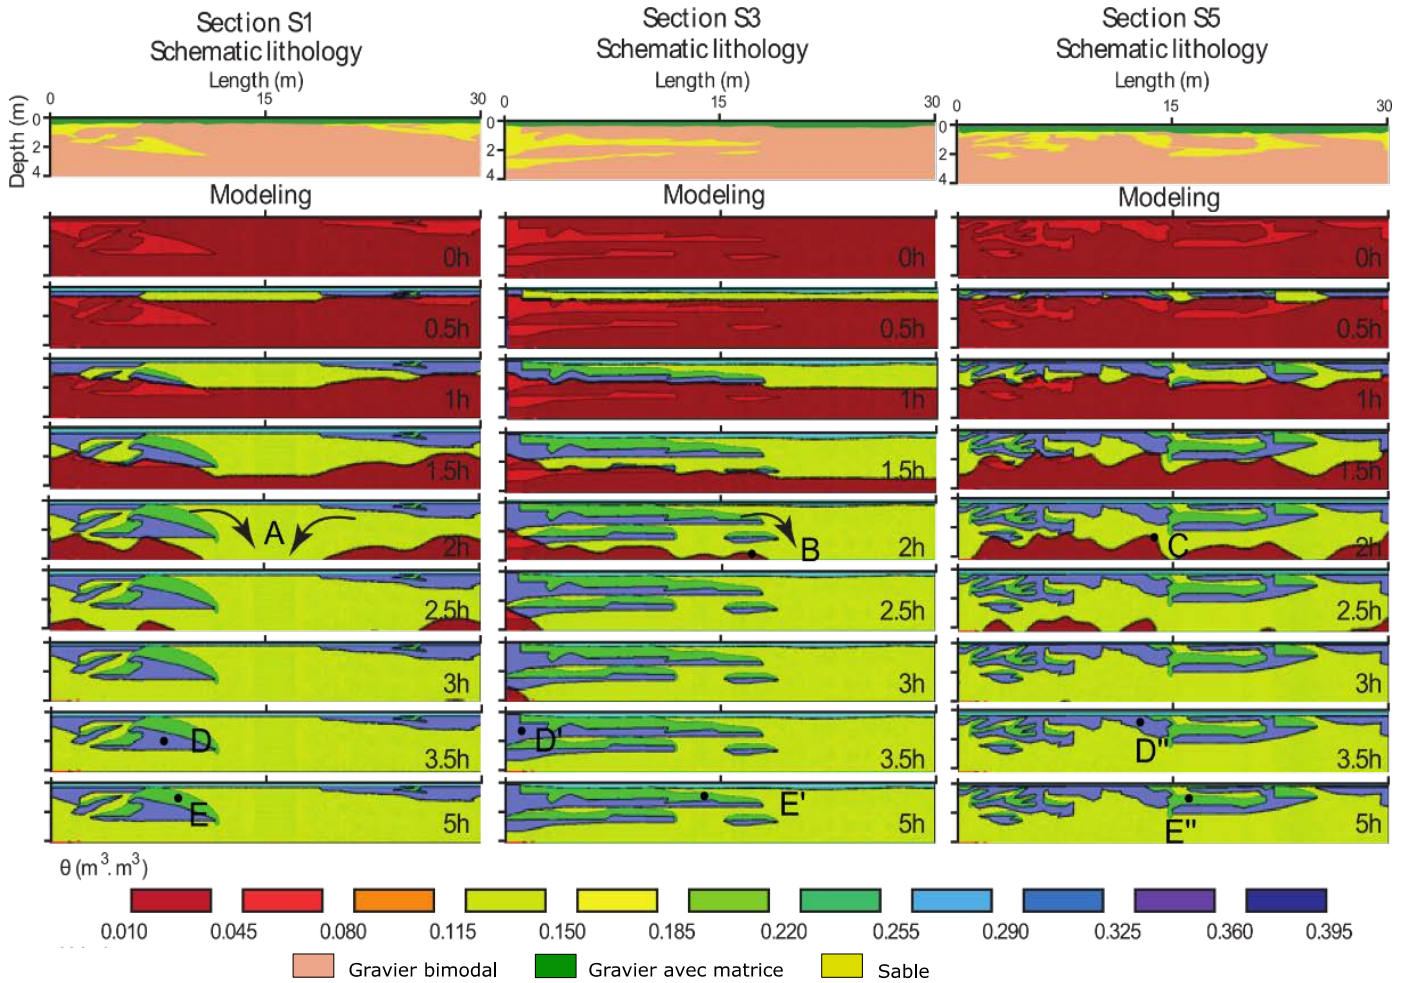 Section S1
Schematic lithology
Length (m)
0 15 30
Depth (m)
0
2
4
Section S3
Schematic lithology
Length (m)
0 15 30
0
2
4
Section S5
Schematic lithology
Length (m)
0 15 30
0
2
4
Modeling
0h
0.5h
1h
1.5h
A
2h
2.5h
3h
D
3.5h
E
5h
Modeling
0h
0.5h
1h
1.5h
B
2h
2.5h
3h
D'
3.5h
E'
5h
Modeling
0h
0.5h
1h
1.5h
C
2h
2.5h
3h
D"
3.5h
E"
5h
θ (m³.m³)
0.010 0.045 0.080 0.115 0.150 0.185 0.220 0.255 0.290 0.325 0.360 0.395
Gravier bimodal Gravier avec matrice Sable